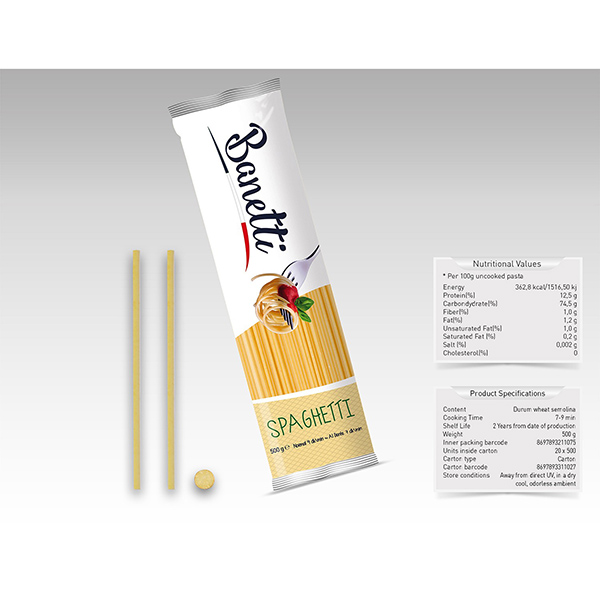 Banetti
SPAGHETTI
500 g e
Nutritional Values
* Per 100g uncooked pasta
Energy 362,8 kcal/1516,50 kj
Protein(%) 12,5 g
Carbonhydrate(%) 74,5 g
Fiber(%) 1,0 g
Fat(%) 1,2 g
Unsaturated Fat(%) 1,0 g
Saturated Fat (%) 0,2 g
Salt (%) 0,002 g
Cholesterol(%) 0
Product Specifications
Content Durum wheat semolina
Cooking Time 7-9 min
Shelf Life 2 Years from date of production
Weight 500 g
Inner packing barcode 8697893211075
Units inside carton 20 x 500
Carton type Carton
Carton barcode 8697893311027
Store conditions Away from direct UV, in a dry
cool, odorless ambient